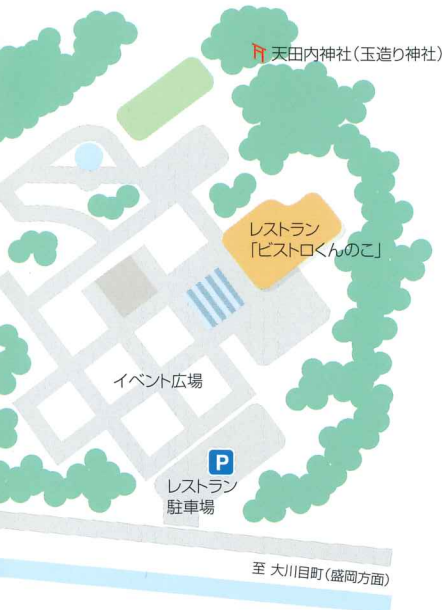 天田内神社（玉造り神社）
レストラン
「ビストロくんのこ」
イベント広場
P
レストラン
駐車場
至 大川目町（盛岡方面）